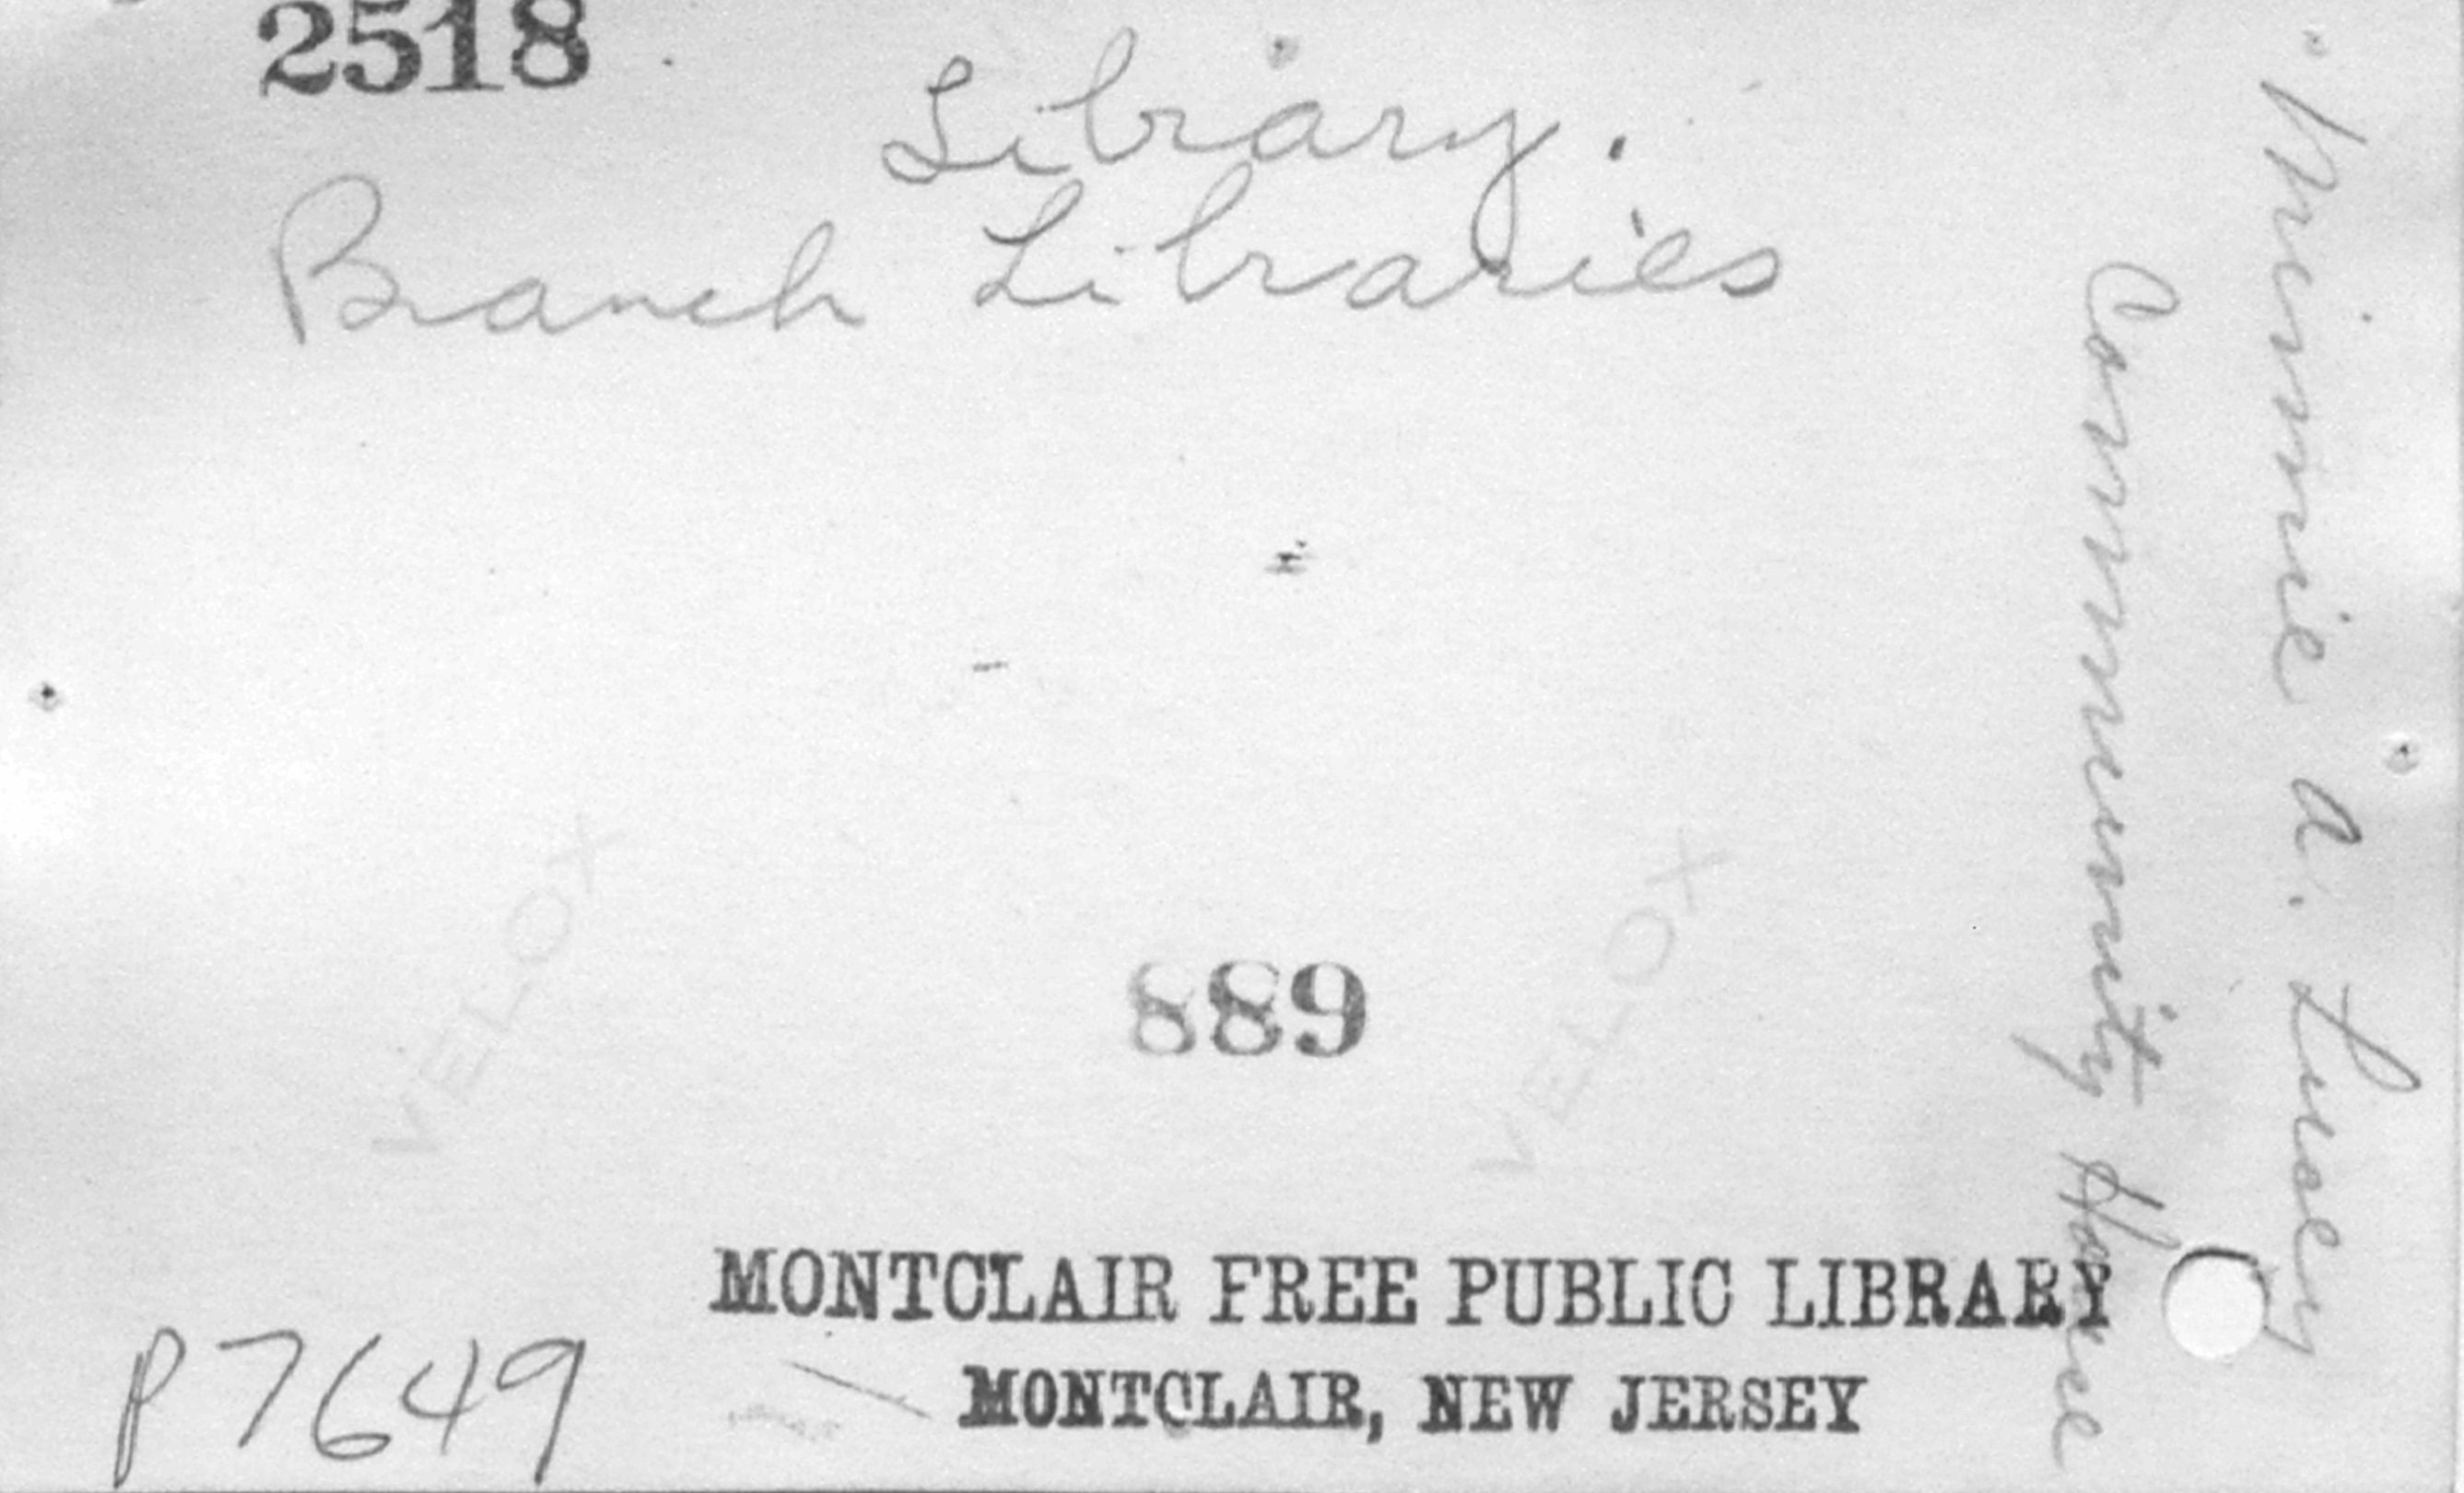 2518
Library.
Branch Libraries
Minnie A. Lucey
Community House
VELOX
VELOX
889
MONTCLAIR FREE PUBLIC LIBRARY
MONTCLAIR, NEW JERSEY
P7649